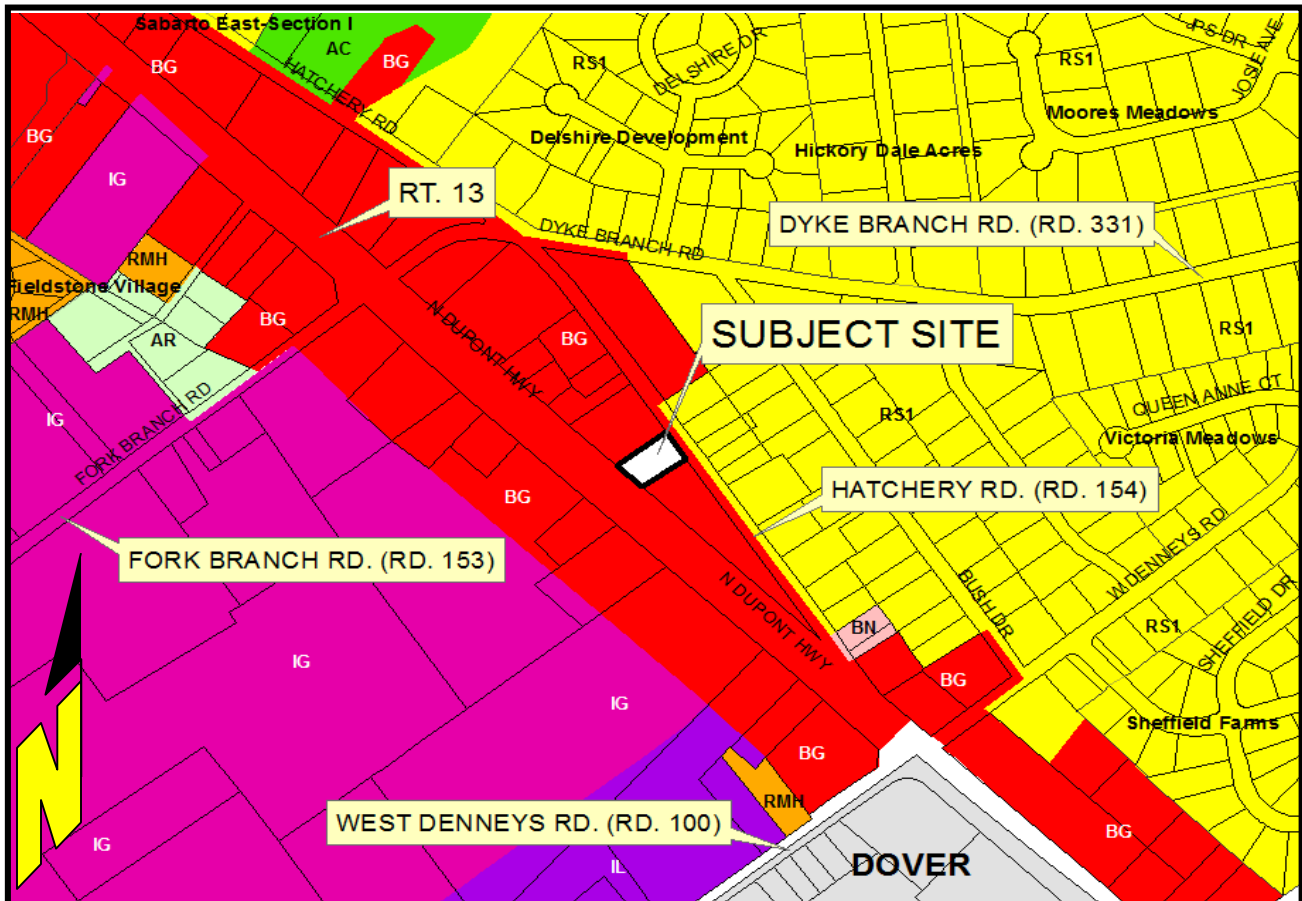 Sabarto East-Section I
AC
BG
BG
HATCHERY RD
RS1
DELSHIRE DR
RS1
PS DR
JOSIE AVE
Moores Meadows
BG
Delshire Development
Hickory Dale Acres
IG
RT. 13
DYKE BRANCH RD. (RD. 331)
DYKE BRANCH RD
RMH
Fieldstone Village
RMH
BG
AR
N DUPONT HWY
BG
SUBJECT SITE
RS1
QUEEN ANNE CT
RS1
Victoria Meadows
IG
FORK BRANCH RD
BG
HATCHERY RD. (RD. 154)
W DENNEYS RD
FORK BRANCH RD. (RD. 153)
N DUPONT HWY
BUSH DR
SHEFFIELD DR
BN
RS1
IG
IG
BG
Sheffield Farms
N
BG
RMH
WEST DENNEYS RD. (RD. 100)
BG
IG
IL
DOVER